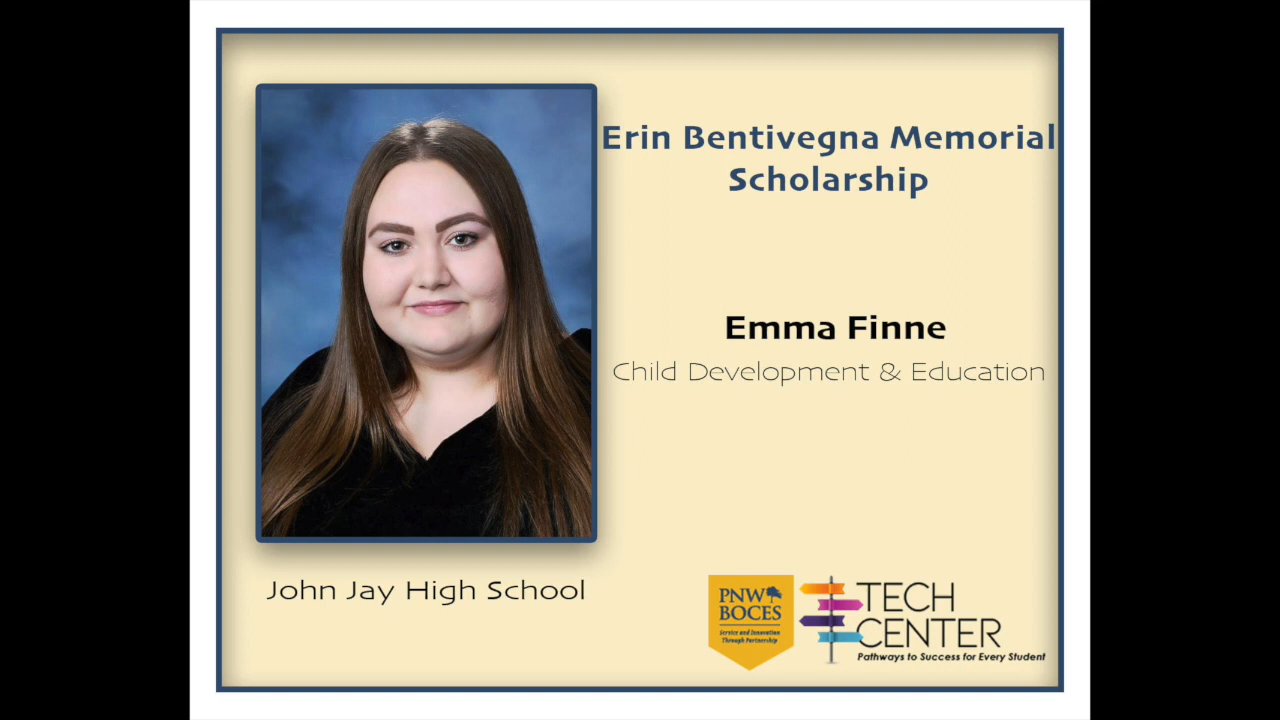 Erin Bentivegna Memorial
Scholarship
Emma Finne
Child Development & Education
John Jay High School
PNW
BOCES
Service and Innovation
Through Partnership
TECH
CENTER
Pathways to Success for Every Student